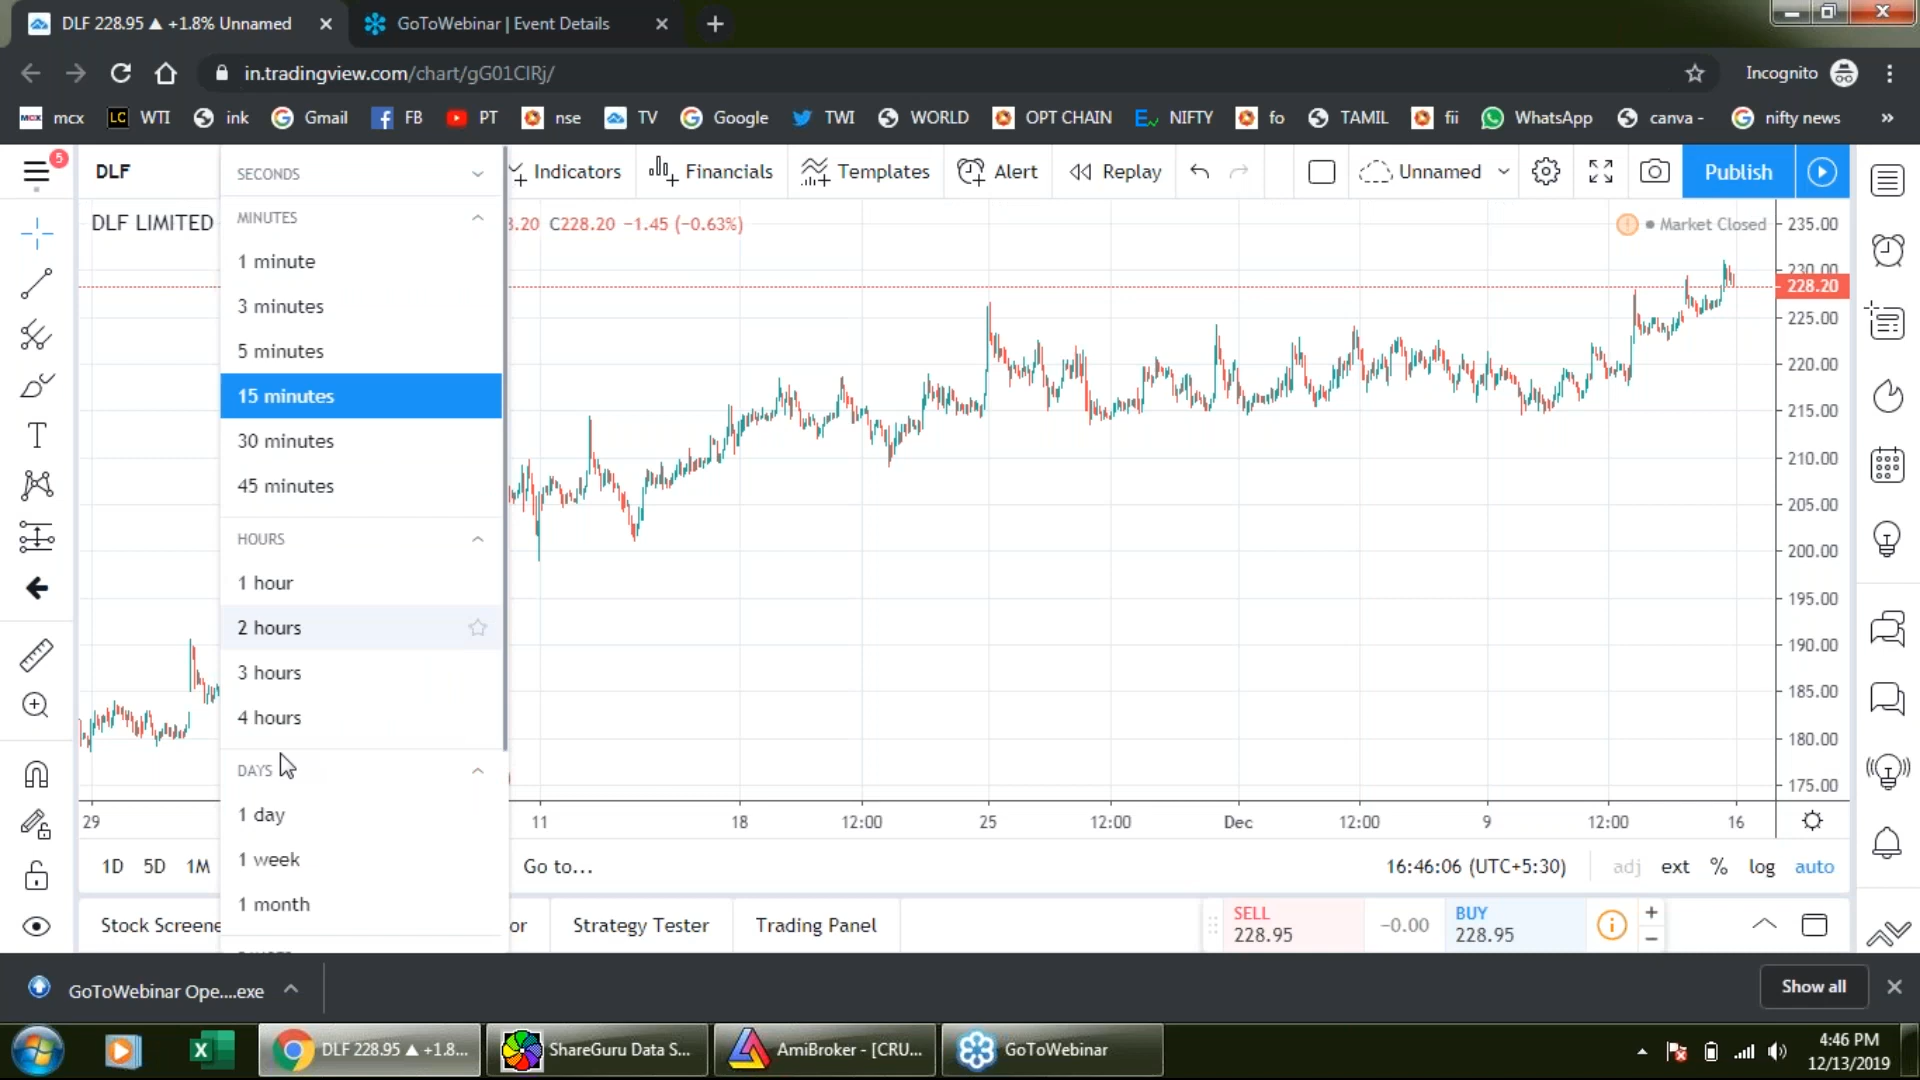 DLF 228.95 ▲ +1.8% Unnamed
GoToWebinar | Event Details
in.tradingview.com/chart/gG01ClRj/
Incognito
mcx WTI ink Gmail FB PT nse TV Google TWI WORLD OPT CHAIN NIFTY fo TAMIL fii WhatsApp canva - nifty news »
5
DLF
Indicators Financials Templates Alert Replay Unnamed Publish
DLF LIMITED
3.20 C228.20 −1.45 (−0.63%)
Market Closed
SECONDS
MINUTES
1 minute
3 minutes
5 minutes
15 minutes
30 minutes
45 minutes
HOURS
1 hour
2 hours
3 hours
4 hours
DAYS
1 day
1 week
1 month
235.00
230.00
228.20
225.00
220.00
215.00
210.00
205.00
200.00
195.00
190.00
185.00
180.00
175.00
29 11 18 12:00 25 12:00 Dec 12:00 9 12:00 16
1D 5D 1M
Go to...
16:46:06 (UTC+5:30) adj ext % log auto
Stock Screene or Strategy Tester Trading Panel
SELL
228.95
−0.00
BUY
228.95
GoToWebinar Ope....exe
Show all
DLF 228.95 ▲ +1.8...
ShareGuru Data S...
AmiBroker - [CRU...
GoToWebinar
4:46 PM
12/13/2019